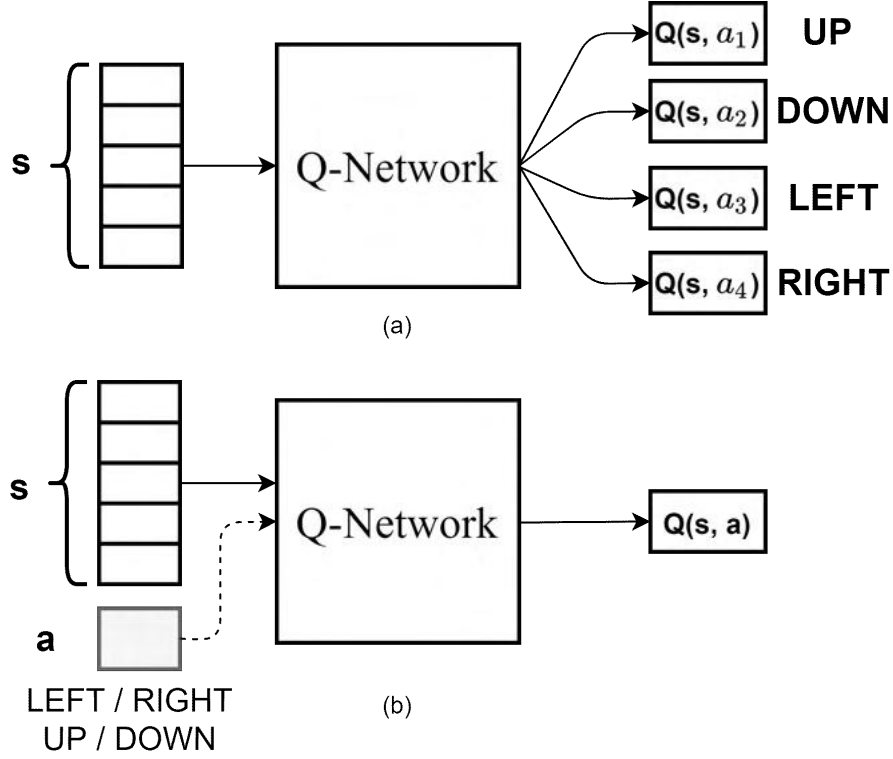 s
Q-Network
Q(s, a₁) UP
Q(s, a₂) DOWN
Q(s, a₃) LEFT
Q(s, a₄) RIGHT
(a)
s
Q-Network
Q(s, a)
a
LEFT / RIGHT
UP / DOWN
(b)